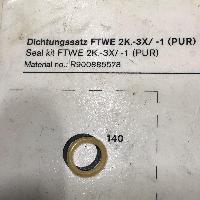 Dichtungssatz FTWE 2K.-3X/ -1 (PUR)
Seal kit FTWE 2K.-3X/ -1 (PUR)
Material no.: R900885578
140